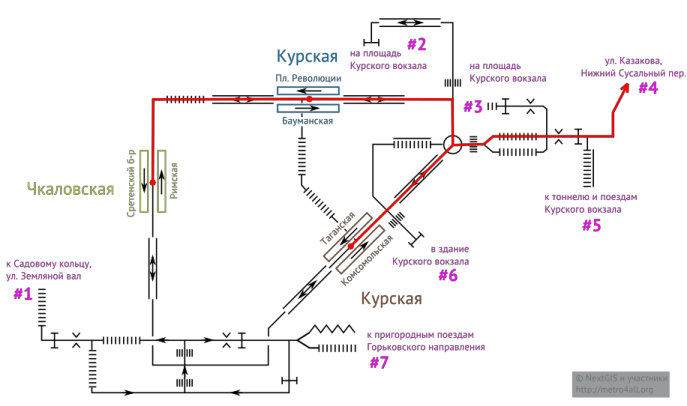 на площадь
Курского вокзала
#2
Курская
Пл. Революции
Бауманская
на площадь
Курского вокзала
#3
ул. Казакова,
Нижний Сусальный пер.
#4
Чкаловская
Сретенский б-р
Римская
к тоннелю и поездам
Курского вокзала
#5
Таганская
Комсомольская
в здание
Курского вокзала
#6
Курская
к Садовому кольцу,
ул. Земляной вал
#1
к пригородным поездам
Горьковского направления
#7
© NextGIS и участники
http://metro4all.org